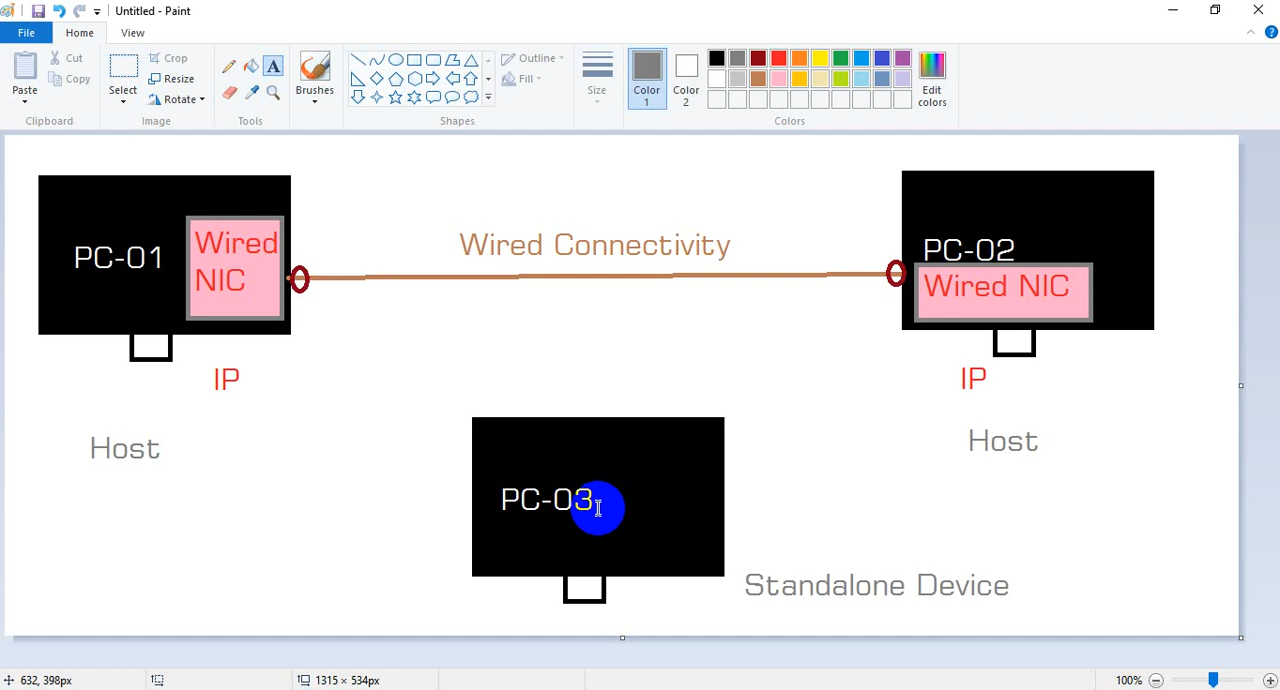 Untitled - Paint
File
Home
View
Paste
Cut
Copy
Clipboard
Select
Crop
Resize
Rotate
Image
A
Tools
Brushes
Outline
Fill
Shapes
Size
Color
1
Color
2
Edit
colors
Colors
PC-01
Wired
NIC
Wired Connectivity
PC-02
Wired NIC
IP
IP
Host
Host
PC-03
Standalone Device
632, 398px
1315 × 534px
100%